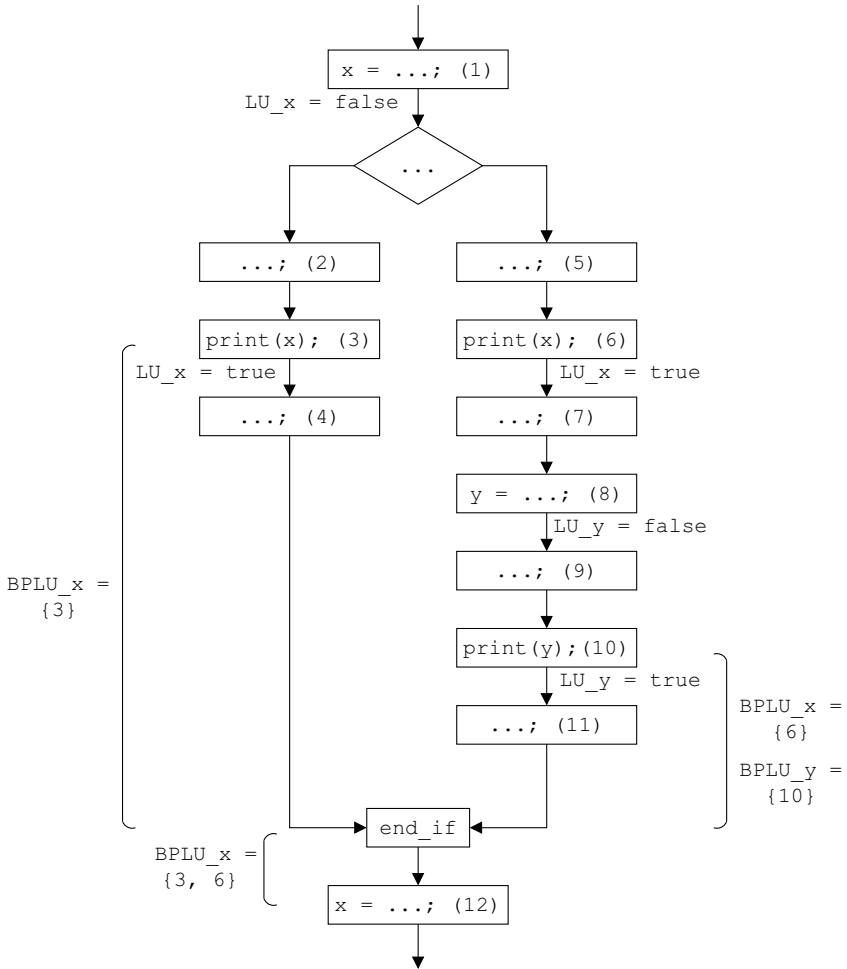 x = ...; (1)
LU_x = false
...
...; (2)
...; (5)
print(x); (3)
print(x); (6)
LU_x = true
LU_x = true
...; (4)
...; (7)
y = ...; (8)
LU_y = false
...; (9)
BPLU_x =
{3}
print(y);(10)
LU_y = true
...; (11)
BPLU_x =
{6}
BPLU_y =
{10}
end_if
BPLU_x =
{3, 6}
x = ...; (12)